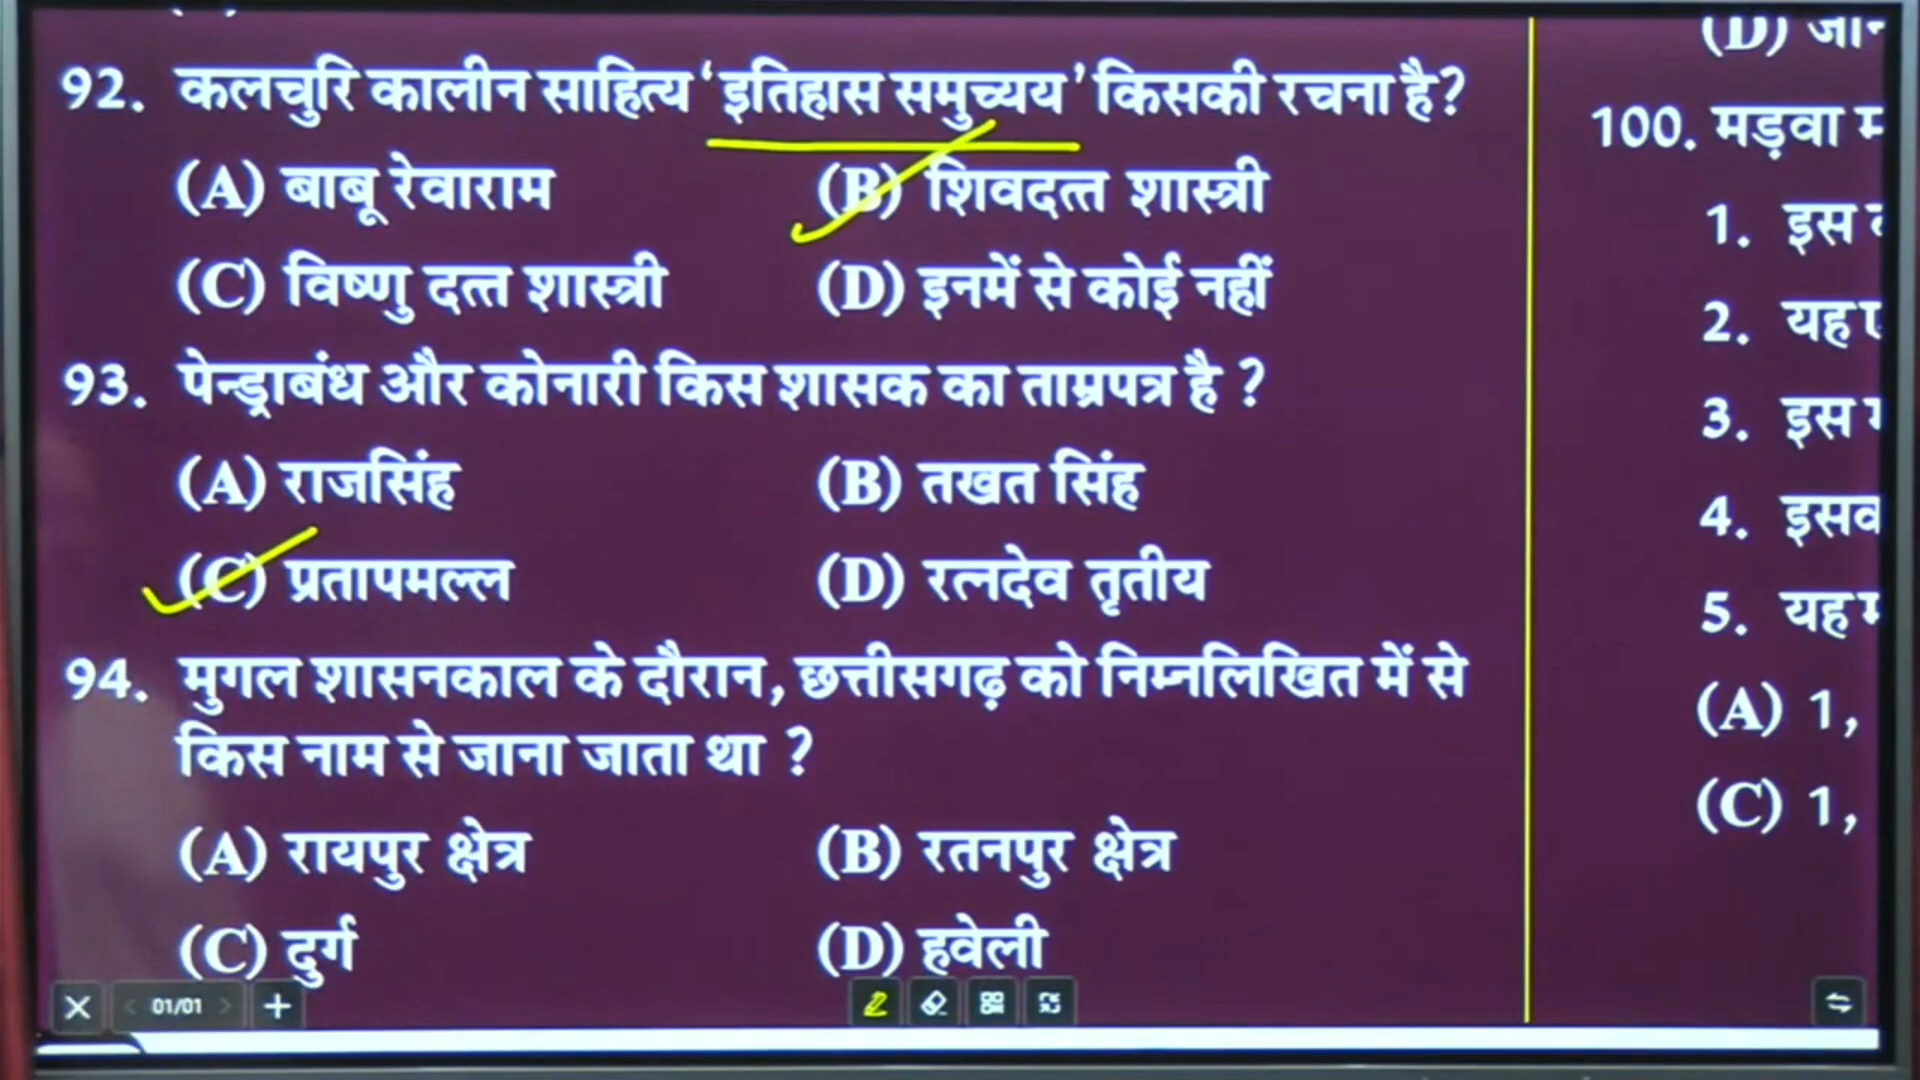 92. कलचुरि कालीन साहित्य ‘इतिहास समुच्यय’ किसकी रचना है?
(A) बाबू रेवाराम (B) शिवदत्त शास्त्री
(C) विष्णु दत्त शास्त्री (D) इनमें से कोई नहीं
93. पेन्ड्राबंध और कोनारी किस शासक का ताम्रपत्र है ?
(A) राजसिंह (B) तखत सिंह
(C) प्रतापमल्ल (D) रत्नदेव तृतीय
94. मुगल शासनकाल के दौरान, छत्तीसगढ़ को निम्नलिखित में से
किस नाम से जाना जाता था ?
(A) रायपुर क्षेत्र (B) रतनपुर क्षेत्र
(C) दुर्ग (D) हवेली
(D)
100. मड़वा
1. इस
2. यह
3. इस
4.
5. यह
(A) 1,
(C) 1,
01/01